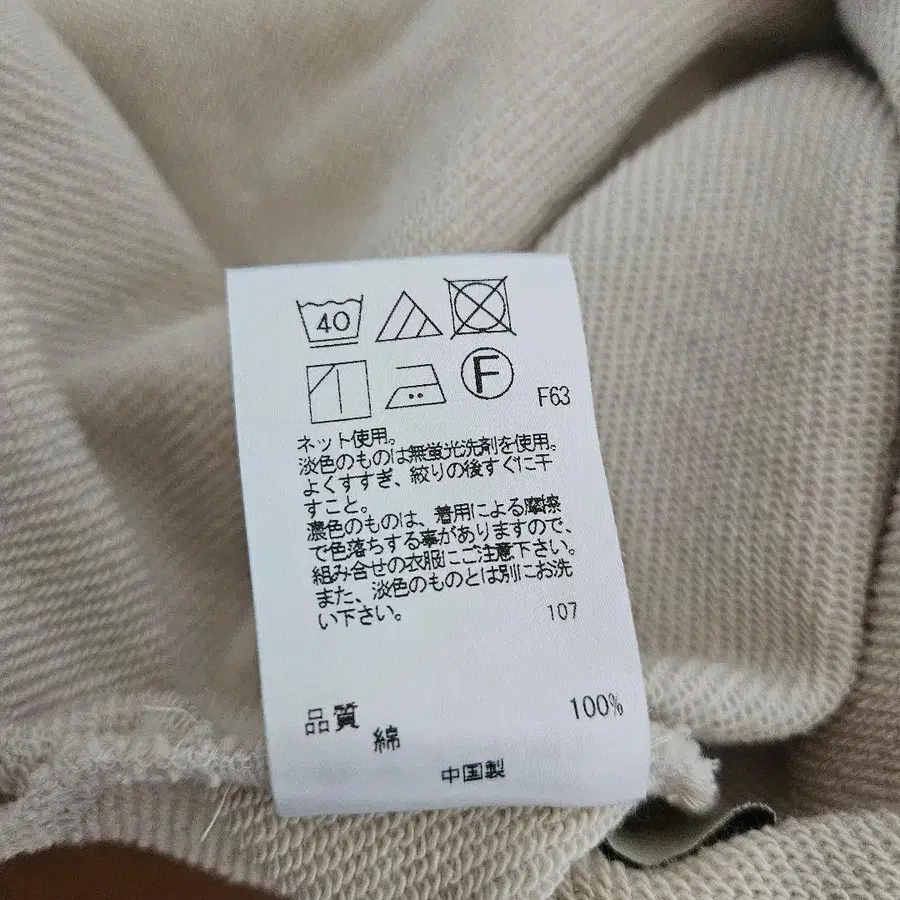 40
F
F63
ネット使用。
淡色のものは無蛍光洗剤を使用。
よくすすぎ、絞りの後すぐに干
すこと。
濃色のものは、着用による摩擦
で色落ちする事がありますので、
組み合せの衣服にご注意下さい。
また、淡色のものとは別にお洗
い下さい。
107
品質
綿 100%
中国製